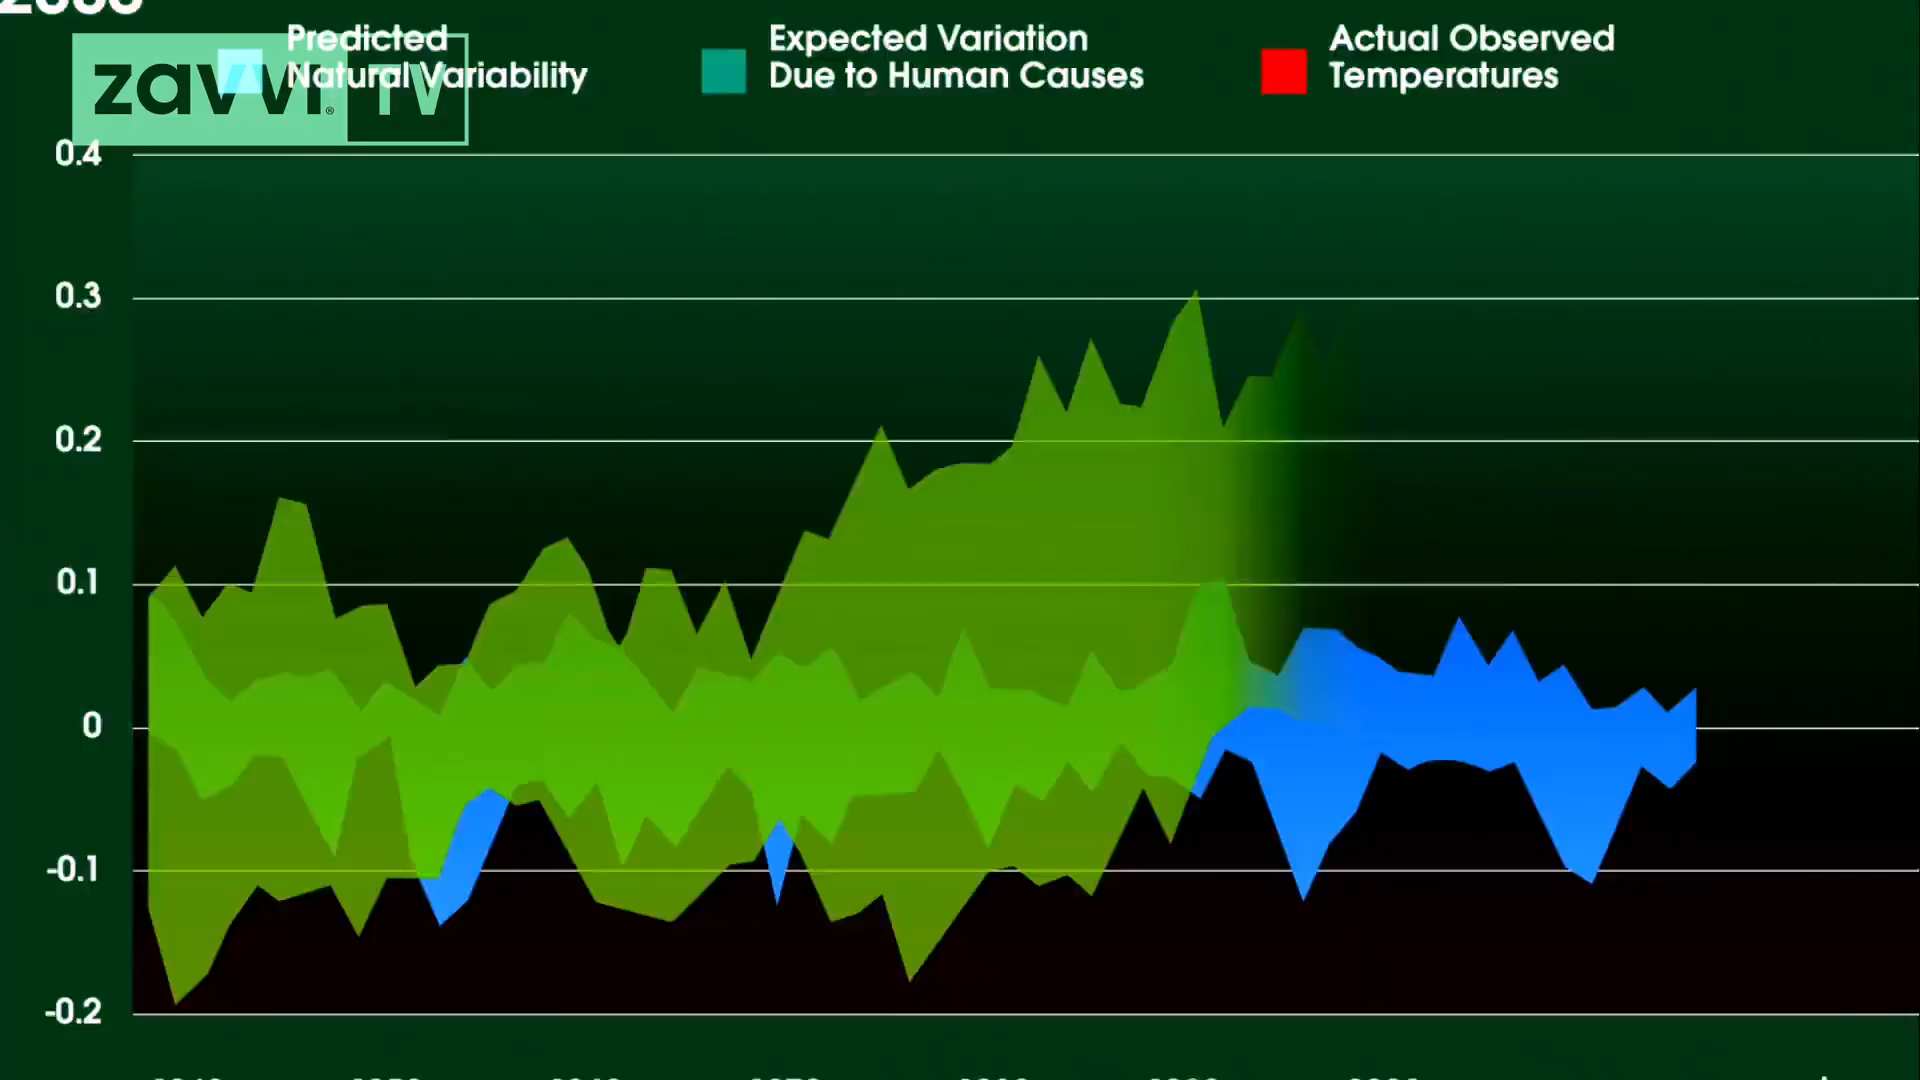 Predicted
Natural Variability
zavvi® TV
Expected Variation
Due to Human Causes
Actual Observed
Temperatures
0.4
0.3
0.2
0.1
0
-0.1
-0.2